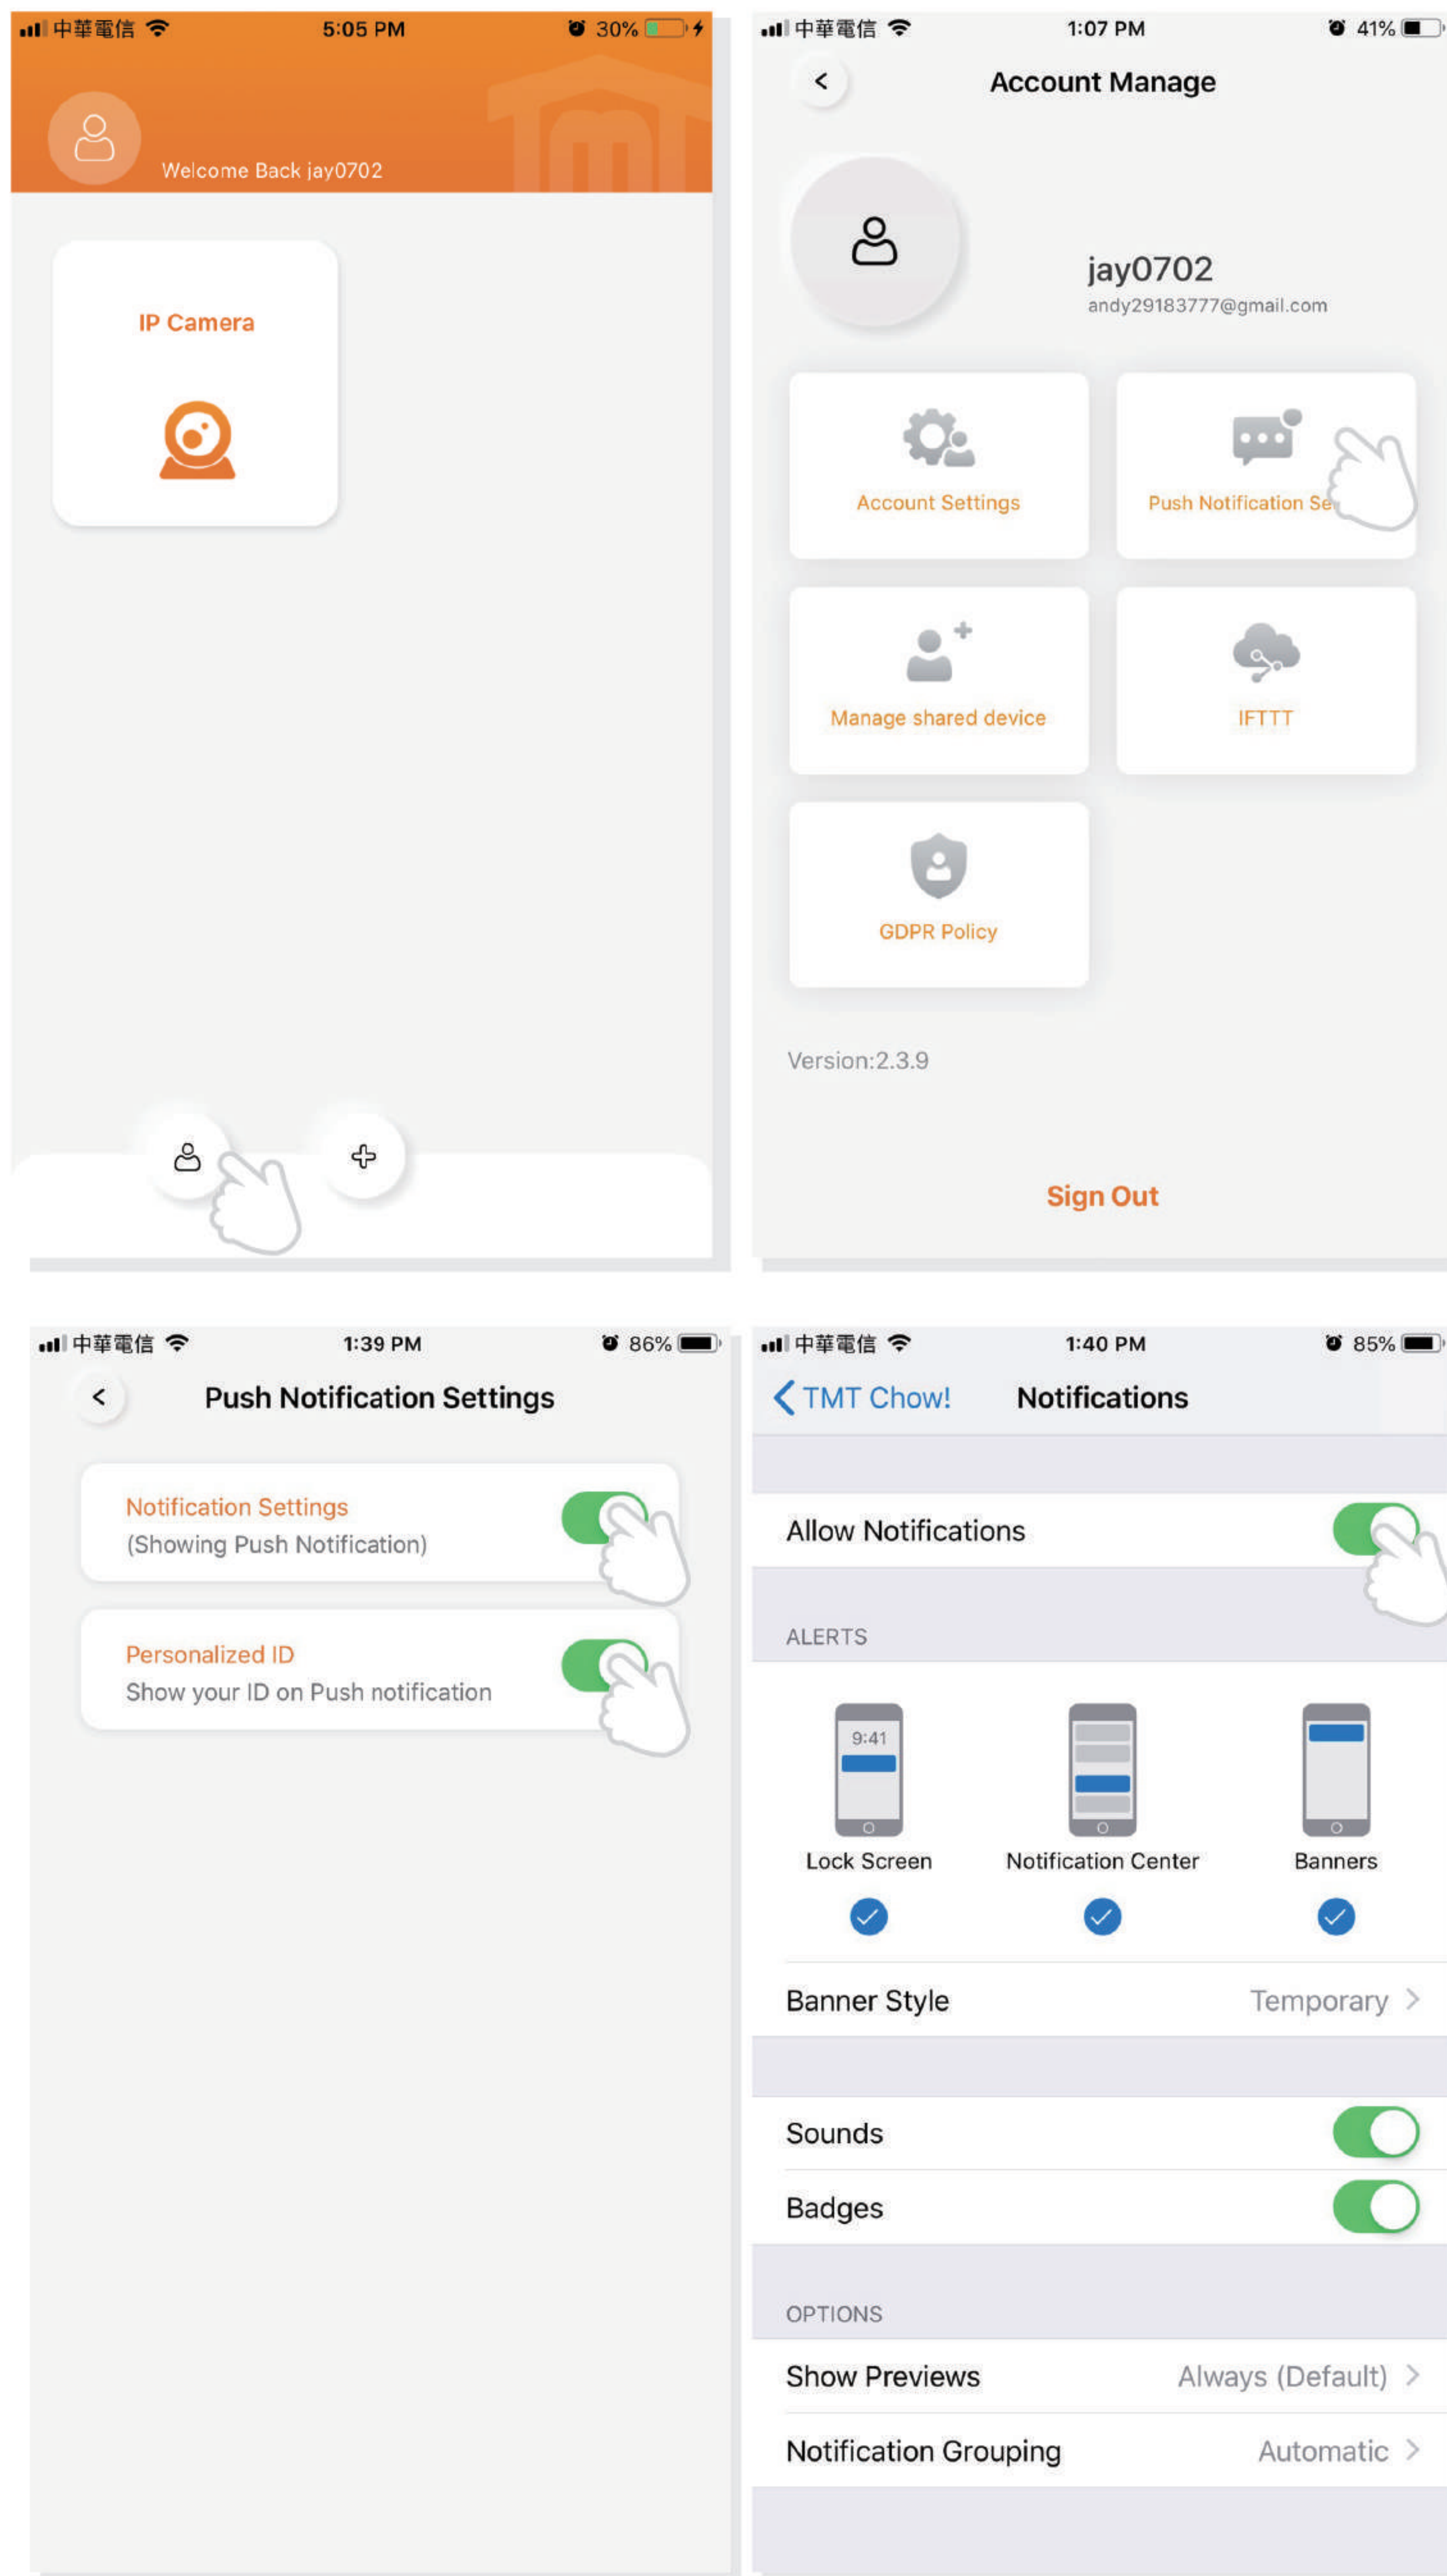 中華電信
5:05 PM
30%
Welcome Back jay0702
IP Camera
中華電信
1:07 PM
41%
Account Manage
jay0702
andy29183777@gmail.com
Account Settings
Push Notification Se
Manage shared device
IFTTT
GDPR Policy
Version:2.3.9
Sign Out
中華電信
1:39 PM
86%
Push Notification Settings
Notification Settings
(Showing Push Notification)
Personalized ID
Show your ID on Push notification
中華電信
1:40 PM
85%
TMT Chow!
Notifications
Allow Notifications
ALERTS
9:41
Lock Screen
Notification Center
Banners
Banner Style
Temporary
Sounds
Badges
OPTIONS
Show Previews
Always (Default)
Notification Grouping
Automatic